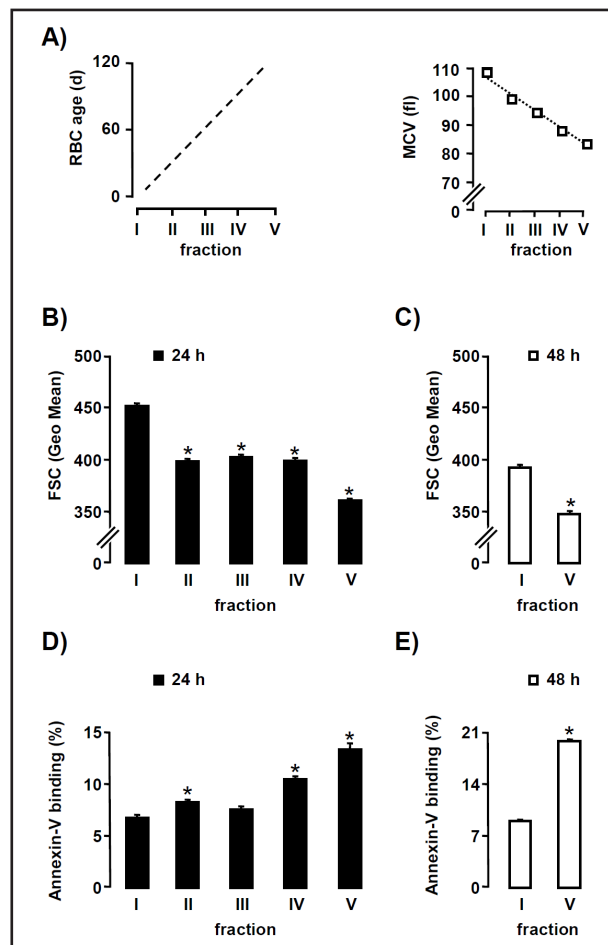 A)
120
60
0
RBC age (d)
I II III IV V
fraction
110
100
90
80
70
0
MCV (fl)
I II III IV V
fraction
B)
24 h
500
450
400
350
0
FSC (Geo Mean)
* * * *
I II III IV V
fraction
C)
48 h
500
450
400
350
0
FSC (Geo Mean)
*
I V
fraction
D)
24 h
15
10
5
0
Annexin-V binding (%)
* * *
I II III IV V
fraction
E)
48 h
21
14
7
0
Annexin-V binding (%)
*
I V
fraction